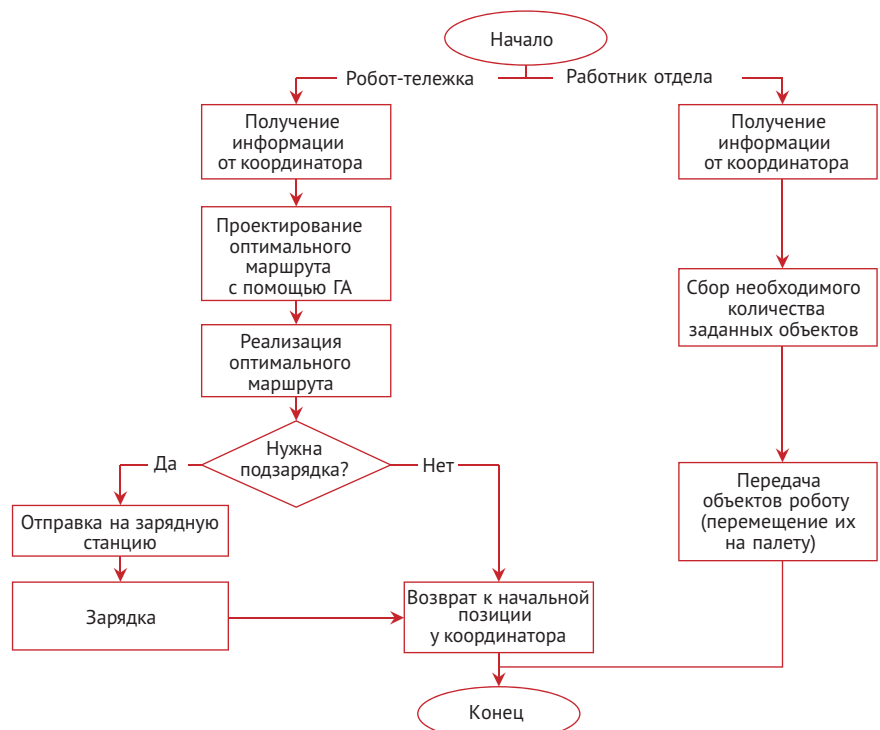 Начало
Робот-тележка
Работник отдела
Получение
информации
от координатора
Получение
информации
от координатора
Проектирование
оптимального
маршрута
с помощью ГА
Сбор необходимого
количества
заданных объектов
Реализация
оптимального
маршрута
Нужна
подзарядка?
Да
Нет
Отправка на зарядную
станцию
Передача
объектов роботу
(перемещение их
на палету)
Зарядка
Возврат к начальной
позиции
у координатора
Конец